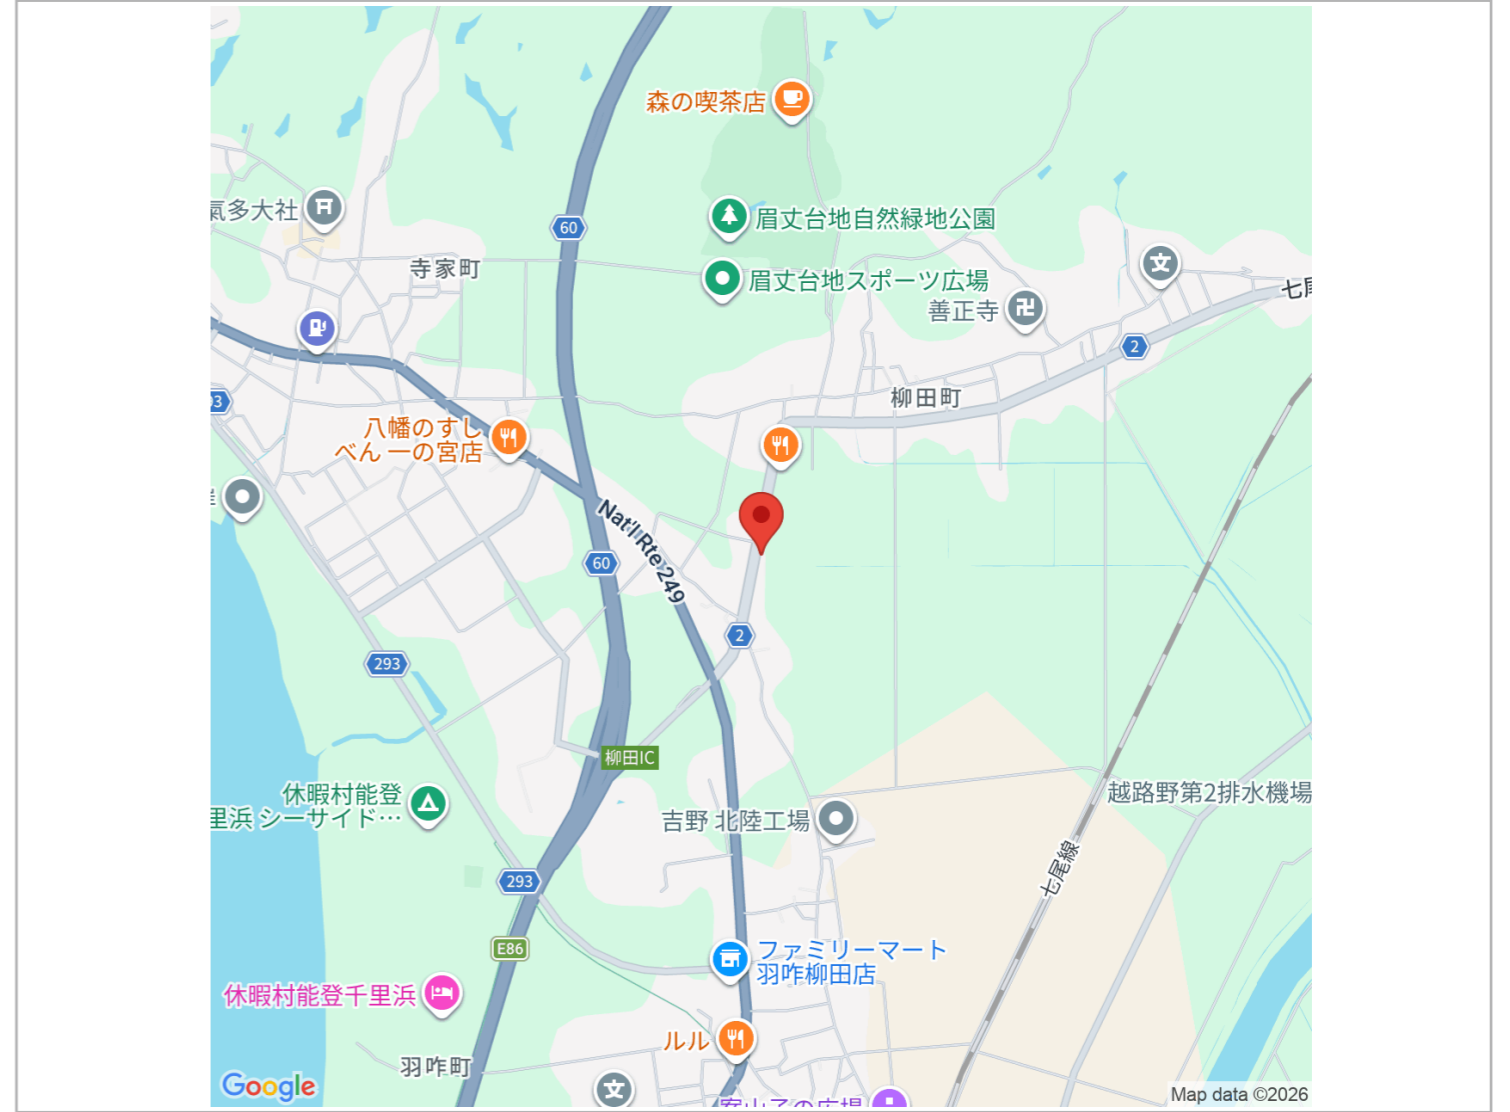 森の喫茶店
眉丈台地自然緑地公園
氣多大社
60
寺家町
眉丈台地スポーツ広場
善正寺
文
七尾
2
柳田町
93
八幡のすし
べん 一の宮店
Nat'l Rte 249
60
2
293
柳田IC
休暇村能登
里浜 シーサイド…
吉野 北陸工場
越路野第2排水機場
七尾線
293
E86
ファミリーマート
羽咋柳田店
休暇村能登千里浜
ルル
羽咋町
文
Google
Map data ©2026